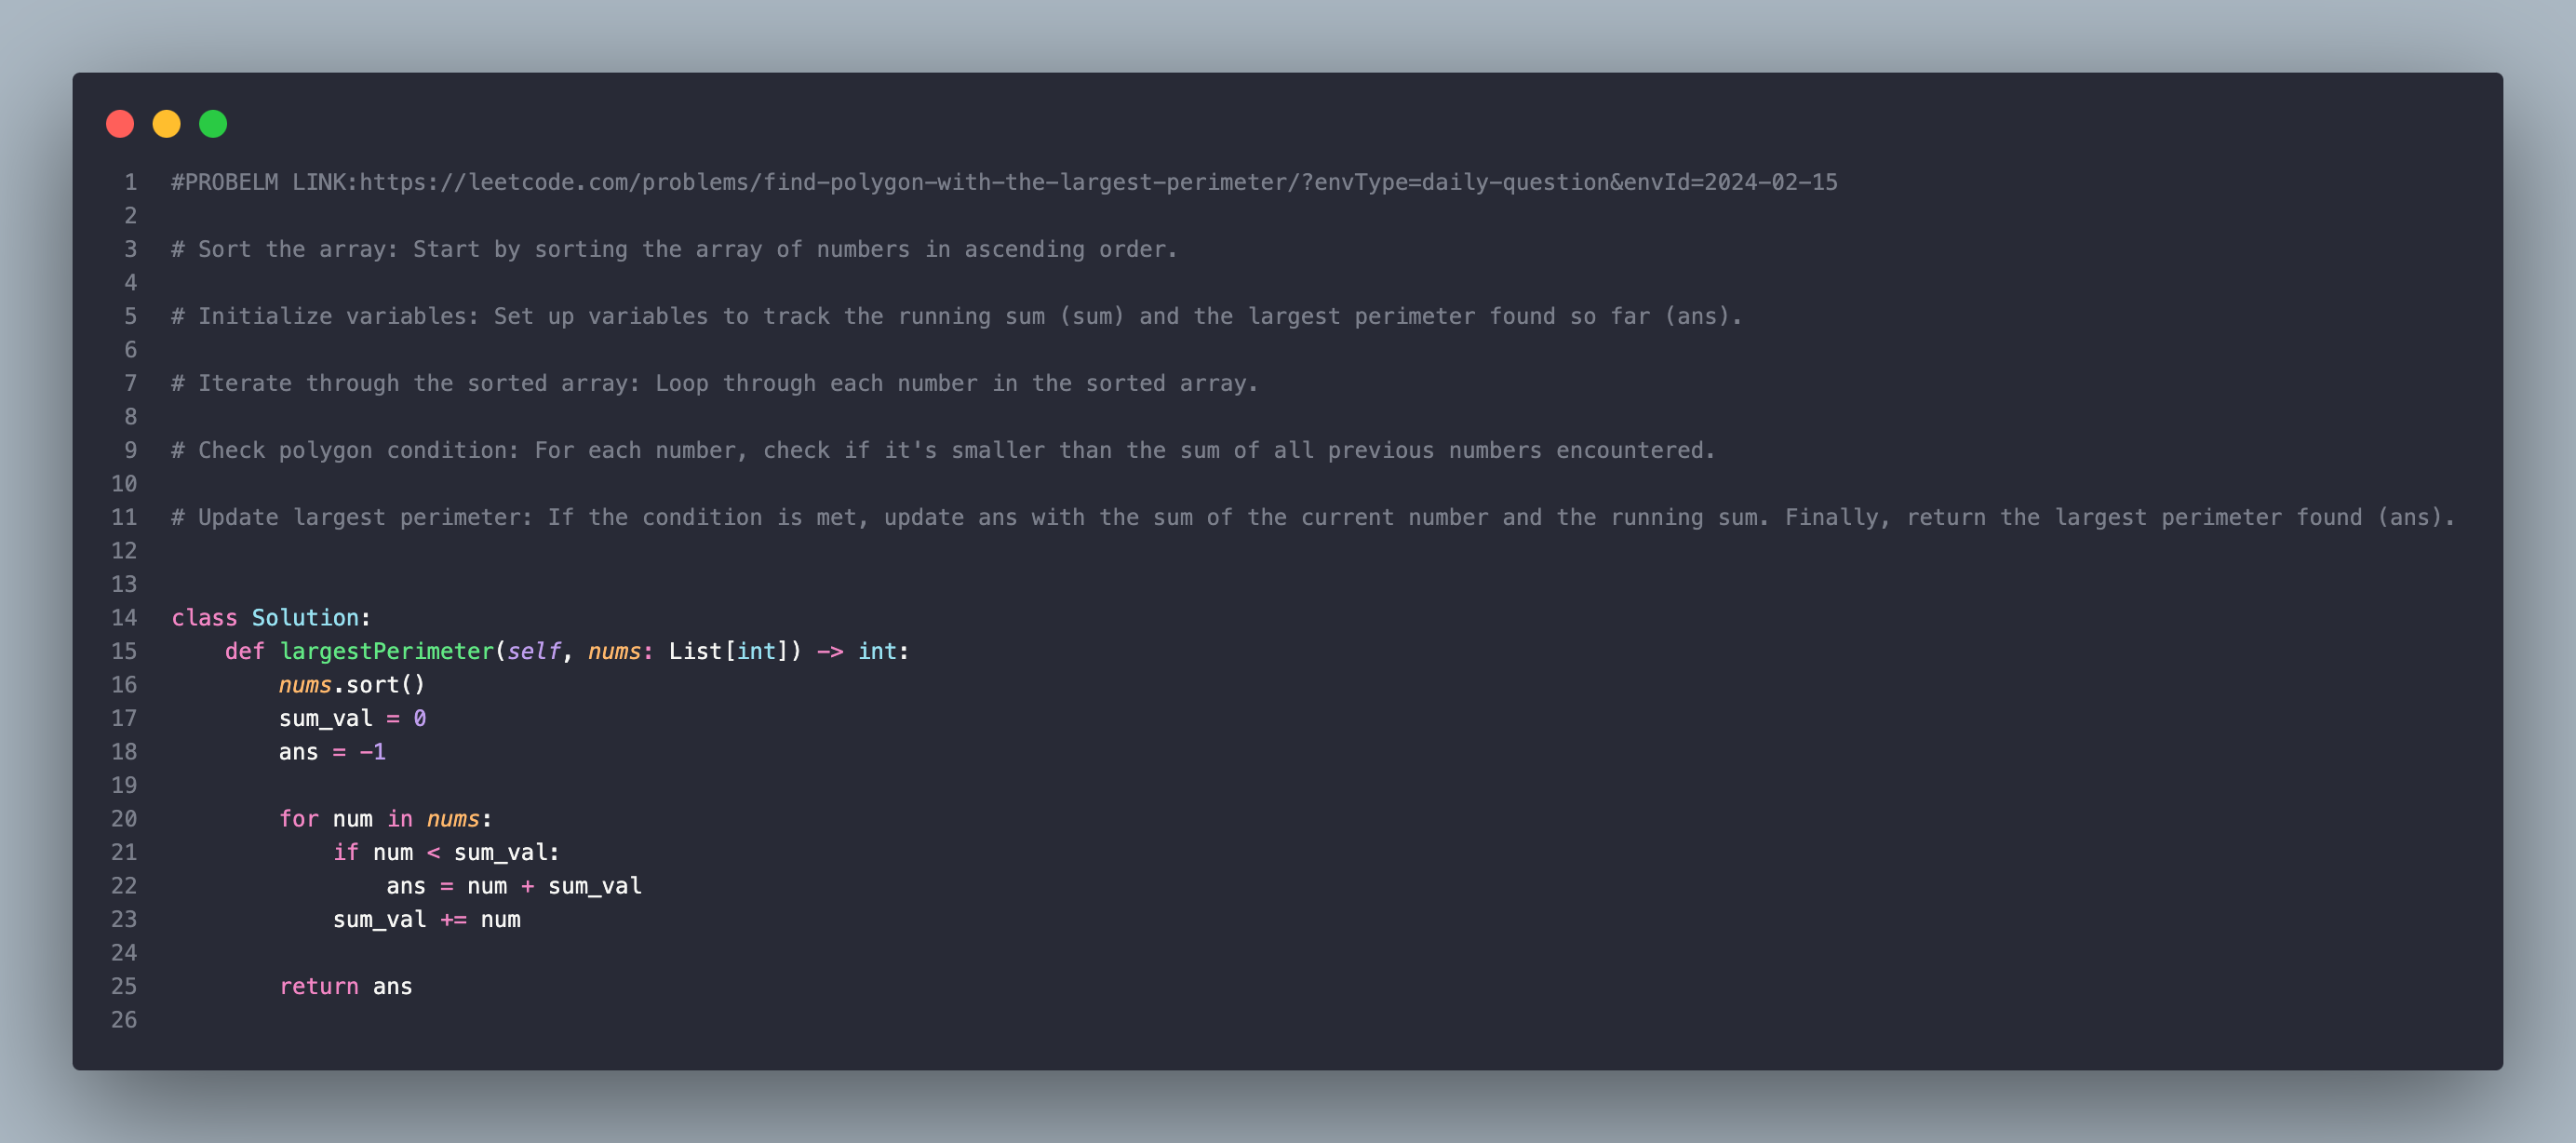 1 #PROBELM LINK:https://leetcode.com/problems/find-polygon-with-the-largest-perimeter/?envType=daily-question&envId=2024-02-15
2
3 # Sort the array: Start by sorting the array of numbers in ascending order.
4
5 # Initialize variables: Set up variables to track the running sum (sum) and the largest perimeter found so far (ans).
6
7 # Iterate through the sorted array: Loop through each number in the sorted array.
8
9 # Check polygon condition: For each number, check if it's smaller than the sum of all previous numbers encountered.
10
11 # Update largest perimeter: If the condition is met, update ans with the sum of the current number and the running sum. Finally, return the largest perimeter found (ans).
12
13
14 class Solution:
15     def largestPerimeter(self, nums: List[int]) -> int:
16         nums.sort()
17         sum_val = 0
18         ans = -1
19
20         for num in nums:
21             if num < sum_val:
22                 ans = num + sum_val
23             sum_val += num
24
25         return ans
26